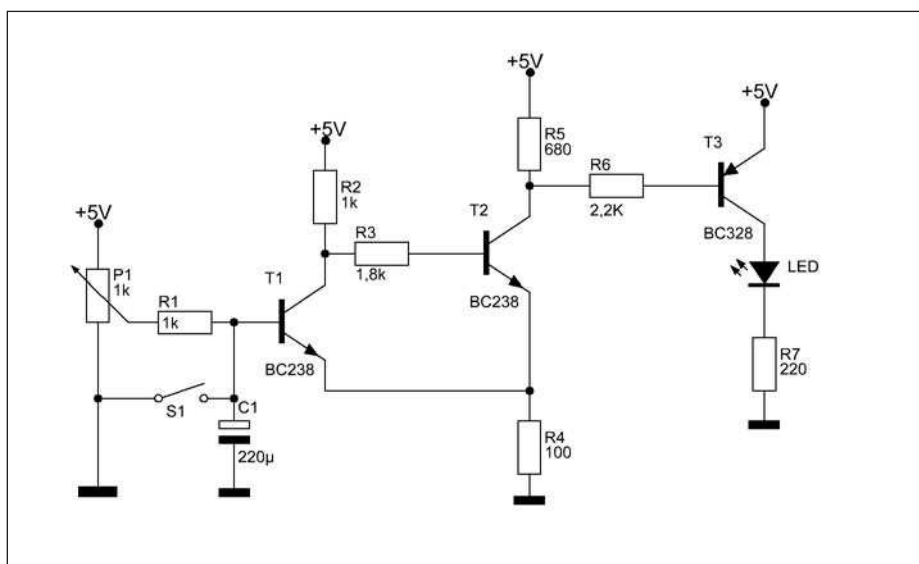 +5V
P1
1k
R1
1k
S1
C1
220µ
T1
BC238
+5V
R2
1k
R3
1,8k
T2
BC238
+5V
R5
680
R4
100
R6
2,2K
T3
+5V
BC328
LED
R7
220